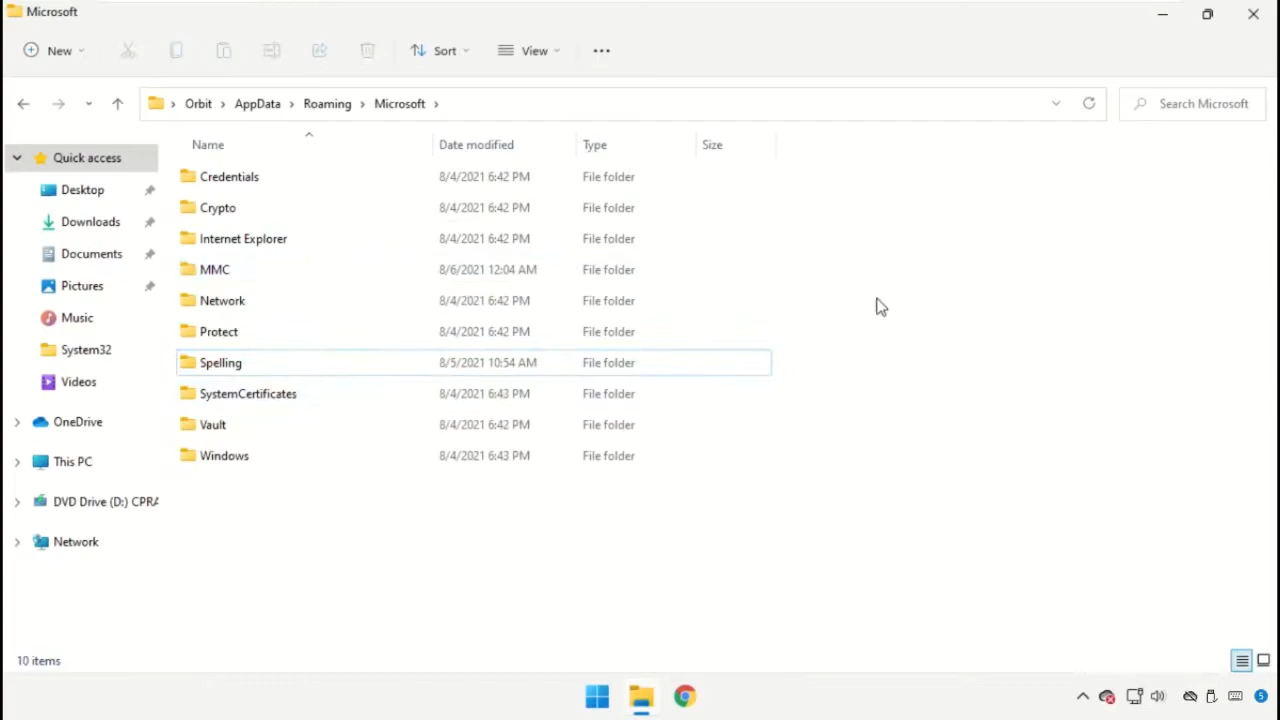 Microsoft
New Sort View
Orbit AppData Roaming Microsoft Search Microsoft
Name Date modified Type Size
Quick access
Desktop
Downloads
Documents
Pictures
Music
System32
Videos
OneDrive
This PC
DVD Drive (D:) CPRA
Network
Credentials 8/4/2021 6:42 PM File folder
Crypto 8/4/2021 6:42 PM File folder
Internet Explorer 8/4/2021 6:42 PM File folder
MMC 8/6/2021 12:04 AM File folder
Network 8/4/2021 6:42 PM File folder
Protect 8/4/2021 6:42 PM File folder
Spelling 8/5/2021 10:54 AM File folder
SystemCertificates 8/4/2021 6:43 PM File folder
Vault 8/4/2021 6:42 PM File folder
Windows 8/4/2021 6:43 PM File folder
10 items
5